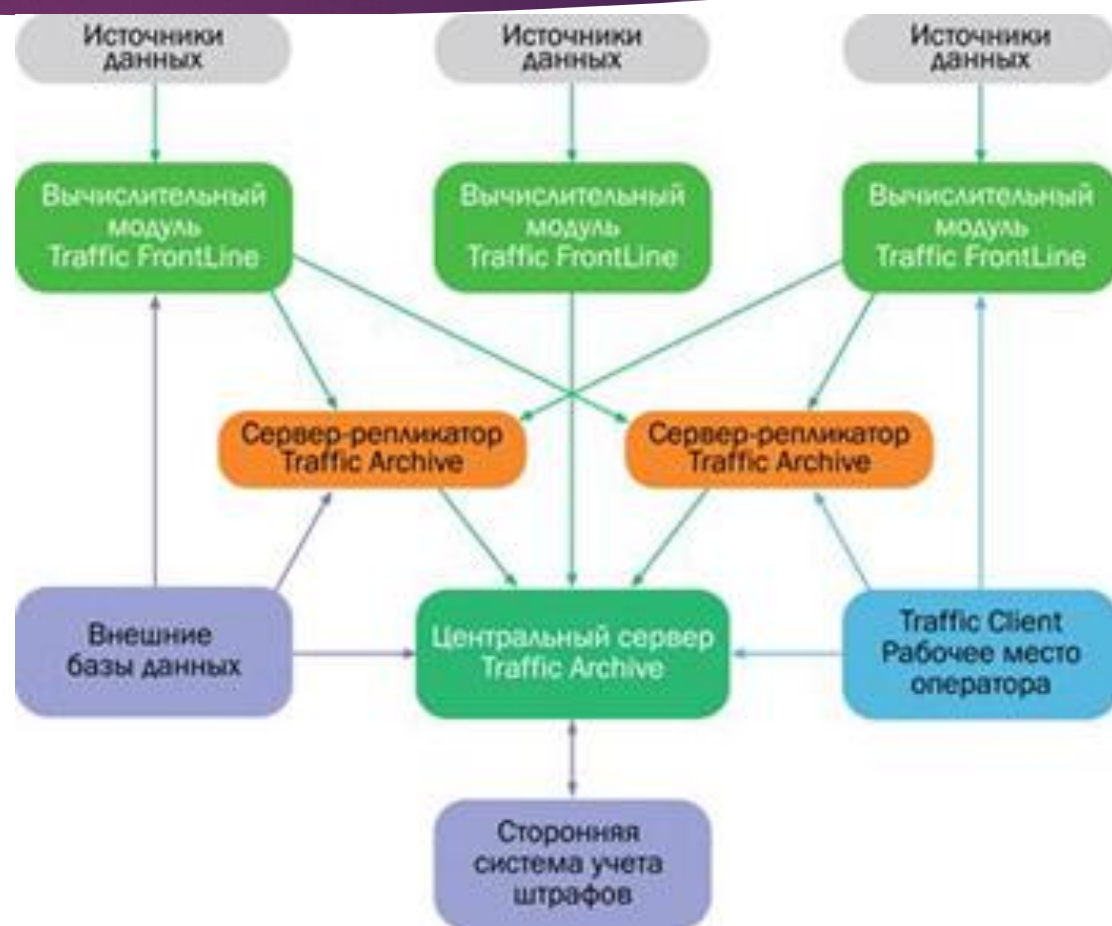 Источники
данных
Источники
данных
Источники
данных
Вычислительный
модуль
Traffic FrontLine
Вычислительный
модуль
Traffic FrontLine
Вычислительный
модуль
Traffic FrontLine
Сервер-репликатор
Traffic Archive
Сервер-репликатор
Traffic Archive
Внешние
базы данных
Центральный сервер
Traffic Archive
Traffic Client
Рабочее место
оператора
Сторонняя
система учета
штрафов